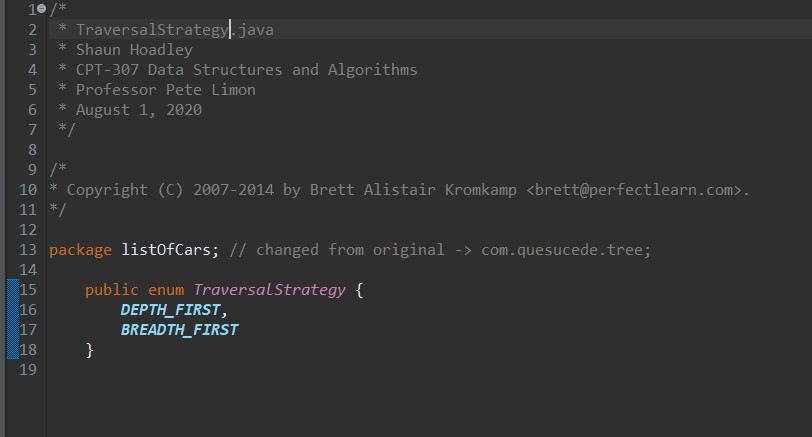 1 /*
2  * TraversalStrategy.java
3  * Shaun Hoadley
4  * CPT-307 Data Structures and Algorithms
5  * Professor Pete Limon
6  * August 1, 2020
7  */
8
9 /*
10 * Copyright (C) 2007-2014 by Brett Alistair Kromkamp <brett@perfectlearn.com>.
11 */
12
13 package listOfCars; // changed from original -> com.quesucede.tree;
14
15     public enum TraversalStrategy {
16         DEPTH_FIRST,
17         BREADTH_FIRST
18     }
19